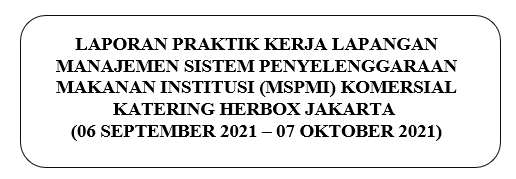 LAPORAN PRAKTIK KERJA LAPANGAN
MANAJEMEN SISTEM PENYELENGGARAAN
MAKANAN INSTITUSI (MSPMI) KOMERSIAL
KATERING HERBOX JAKARTA
(06 SEPTEMBER 2021 – 07 OKTOBER 2021)